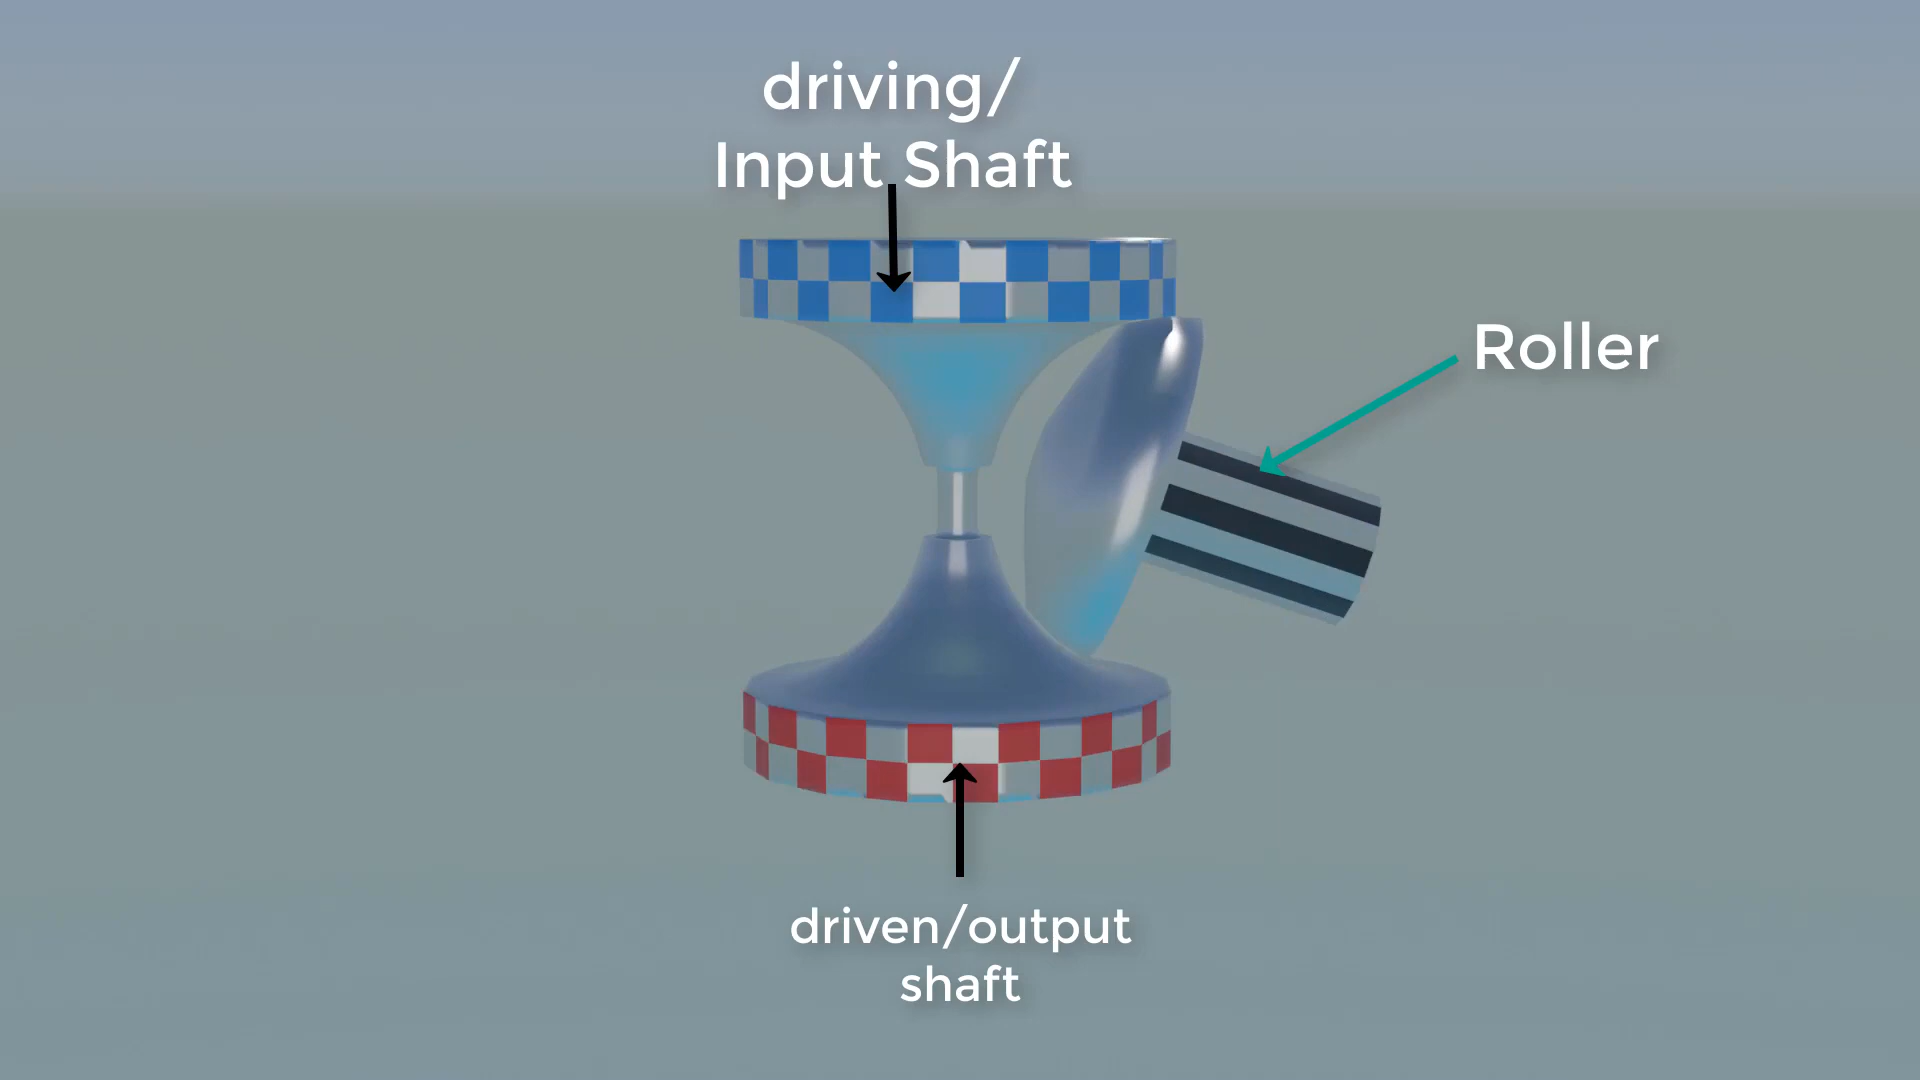 driving/
Input Shaft
Roller
driven/output
shaft